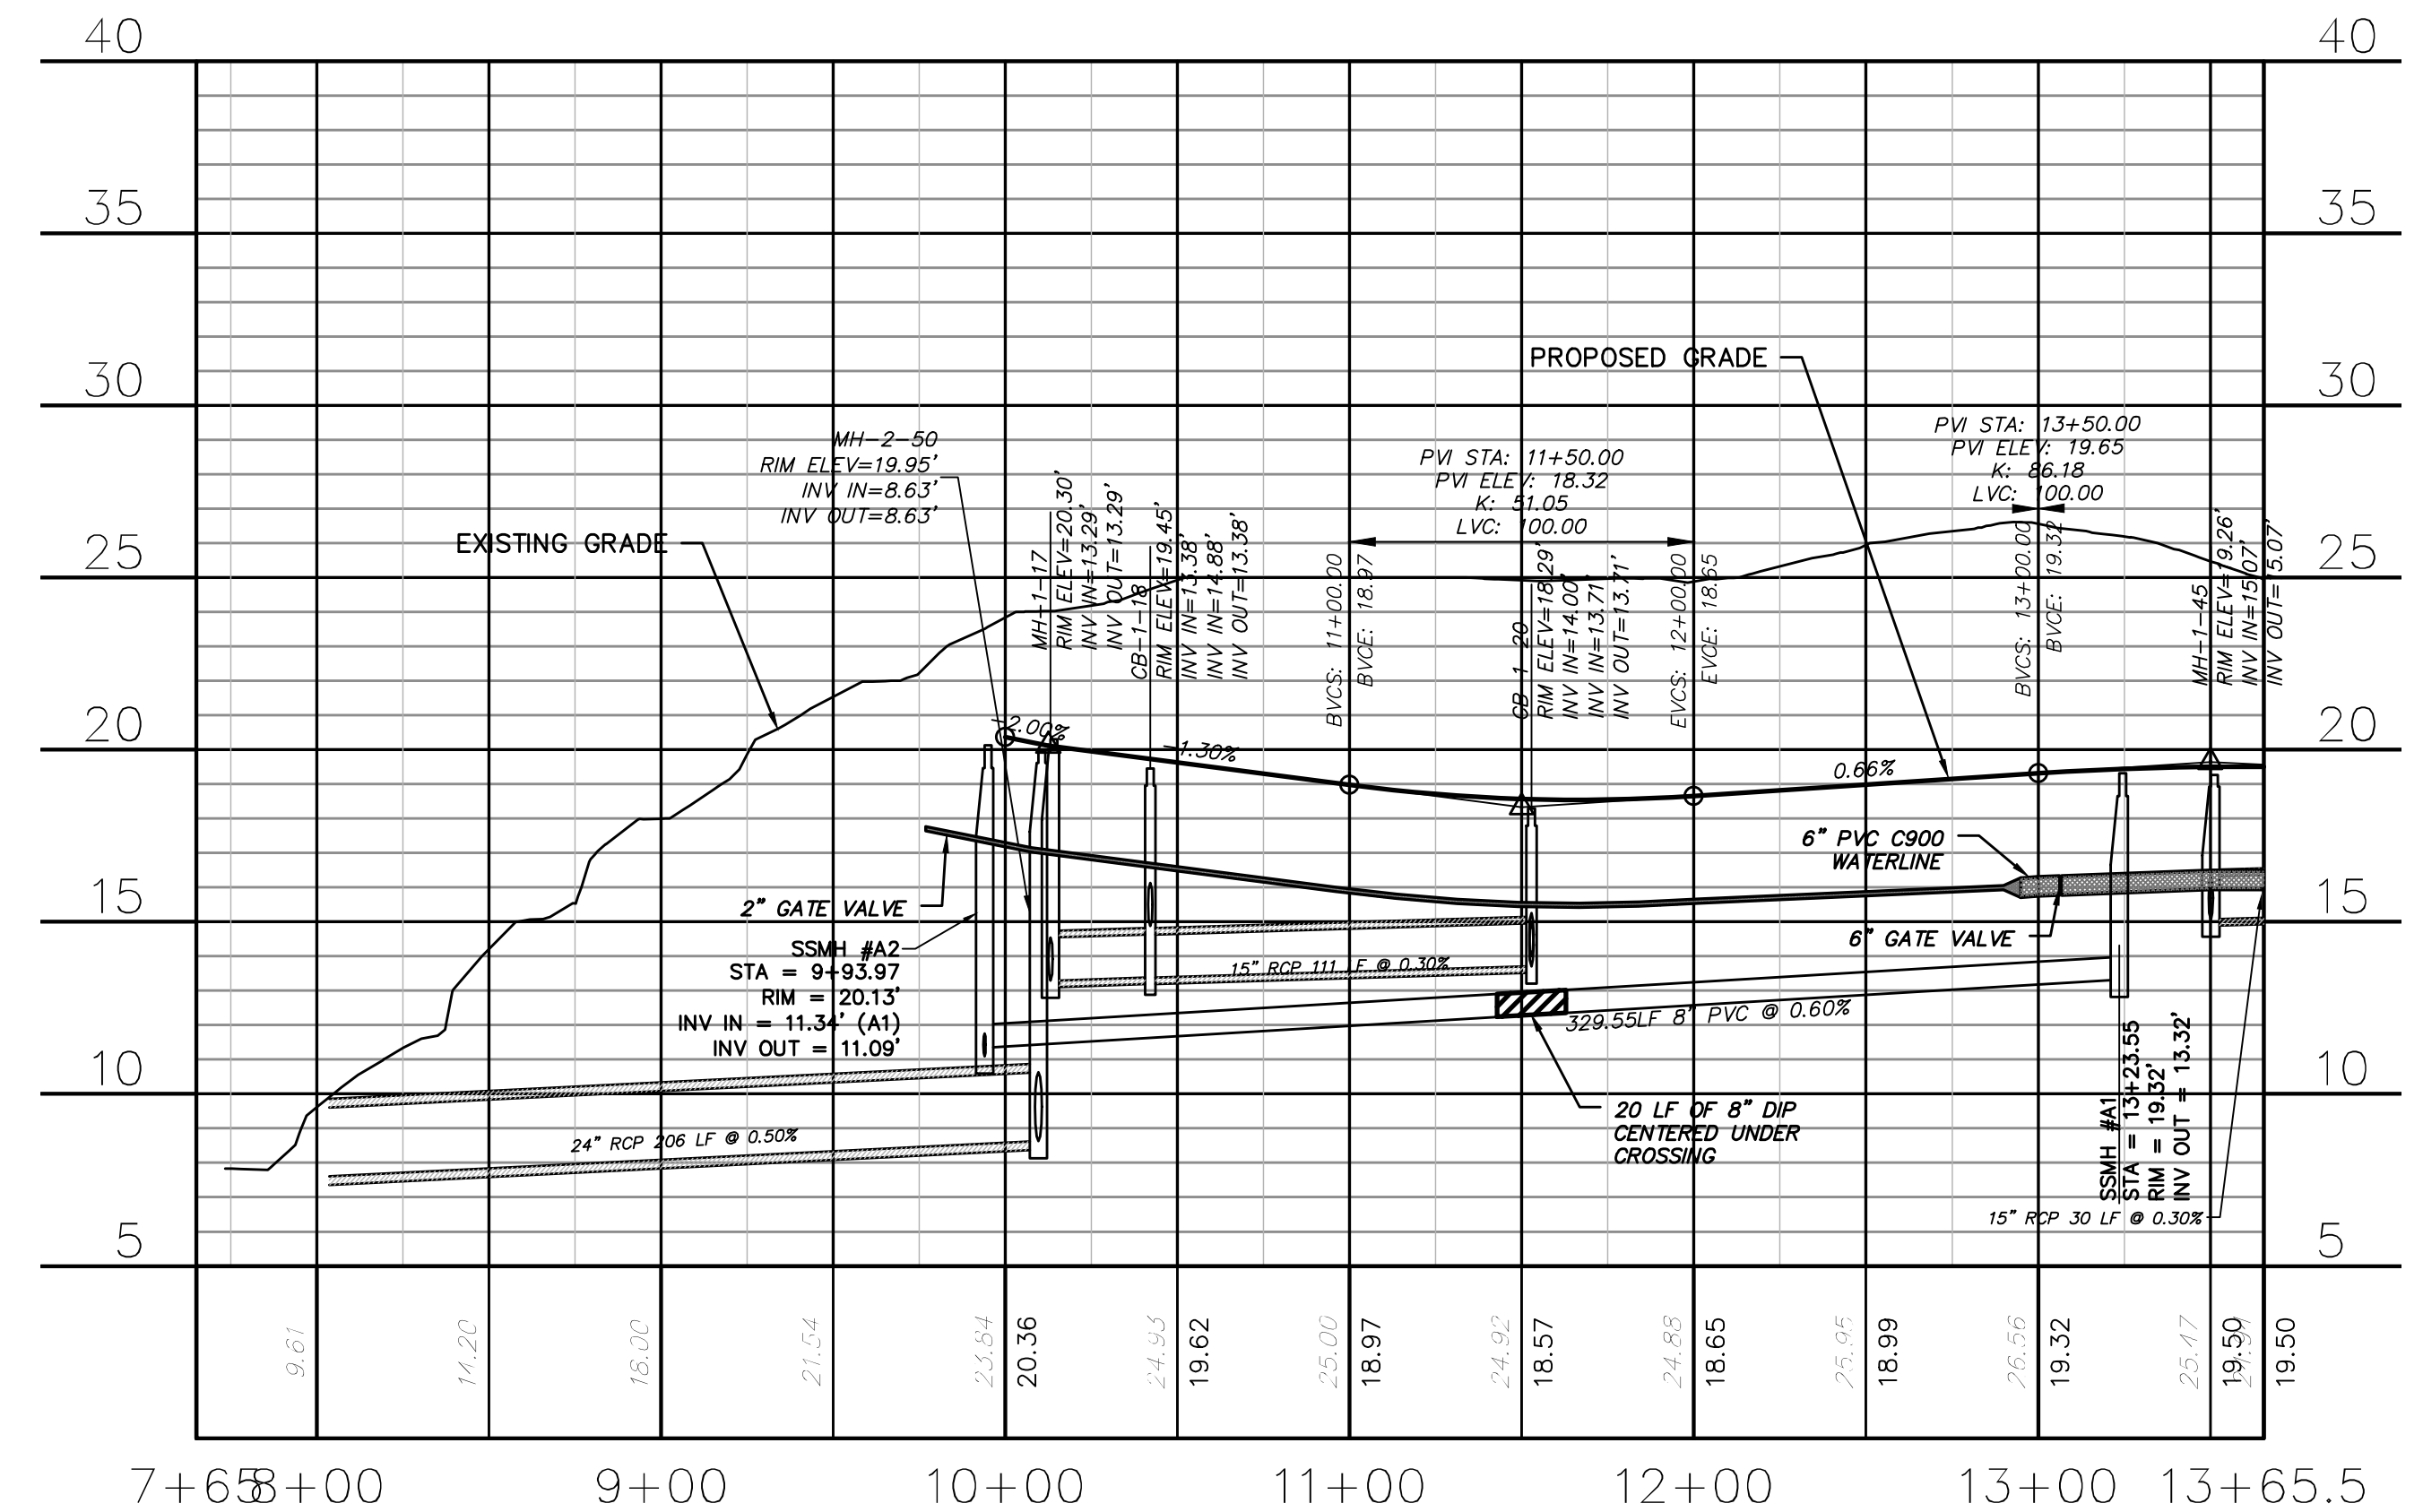 40
40
35
35
30
30
25
25
20
20
15
15
10
10
5
5
PROPOSED GRADE
EXISTING GRADE
MH-2-50
RIM ELEV=19.95'
INV IN=8.63'
INV OUT=8.63'
MH-1-17
RIM ELEV=20.30'
INV IN=13.29'
INV OUT=13.29'
CB-1-18
RIM ELEV=19.45'
INV IN=13.38'
INV IN=14.88'
INV OUT=13.38'
PVI STA: 11+50.00
PVI ELEV: 18.32
K: 51.05
LVC: 100.00
BVCS: 11+00.00
BVCE: 18.97
CB 1 20
RIM ELEV=18.29'
INV IN=14.00'
INV IN=13.71'
INV OUT=13.71'
EVCS: 12+00.00
EVCE: 18.65
PVI STA: 13+50.00
PVI ELEV: 19.65
K: 86.18
LVC: 100.00
BVCS: 13+00.00
BVCE: 19.32
MH-1-45
RIM ELEV=19.26'
INV IN=15.07'
INV OUT=15.07'
-2.00%
-1.30%
0.66%
6" PVC C900
WATERLINE
2" GATE VALVE
6" GATE VALVE
SSMH #A2
STA = 9+93.97
RIM = 20.13'
INV IN = 11.34' (A1)
INV OUT = 11.09'
15" RCP 111 LF @ 0.30%
329.55LF 8" PVC @ 0.60%
24" RCP 206 LF @ 0.50%
20 LF OF 8" DIP
CENTERED UNDER
CROSSING
SSMH #A1
STA = 13+23.55
RIM = 19.32'
INV OUT = 13.32'
15" RCP 30 LF @ 0.30%
9.61
14.20
18.00
21.54
23.84
20.36
24.93
19.62
25.00
18.97
24.92
18.57
24.88
18.65
25.95
18.99
26.56
19.32
25.47
19.50
19.50
7+65
8+00
9+00
10+00
11+00
12+00
13+00
13+65.5